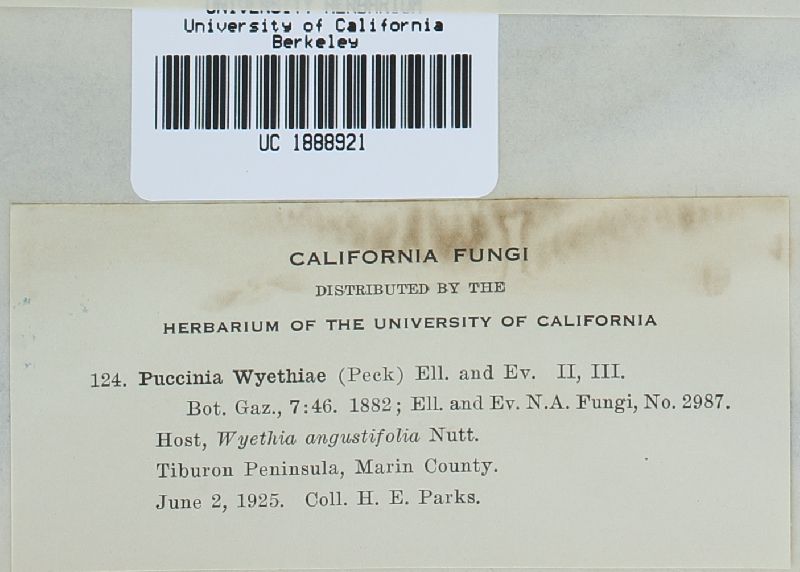 UNIVERSITY HERBARIUM
University of California
Berkeley
UC 1888921
CALIFORNIA FUNGI
DISTRIBUTED BY THE
HERBARIUM OF THE UNIVERSITY OF CALIFORNIA
124. Puccinia Wyethiae (Peck) Ell. and Ev. II, III.
Bot. Gaz., 7:46. 1882; Ell. and Ev. N.A. Fungi, No. 2987.
Host, Wyethia angustifolia Nutt.
Tiburon Peninsula, Marin County.
June 2, 1925. Coll. H. E. Parks.